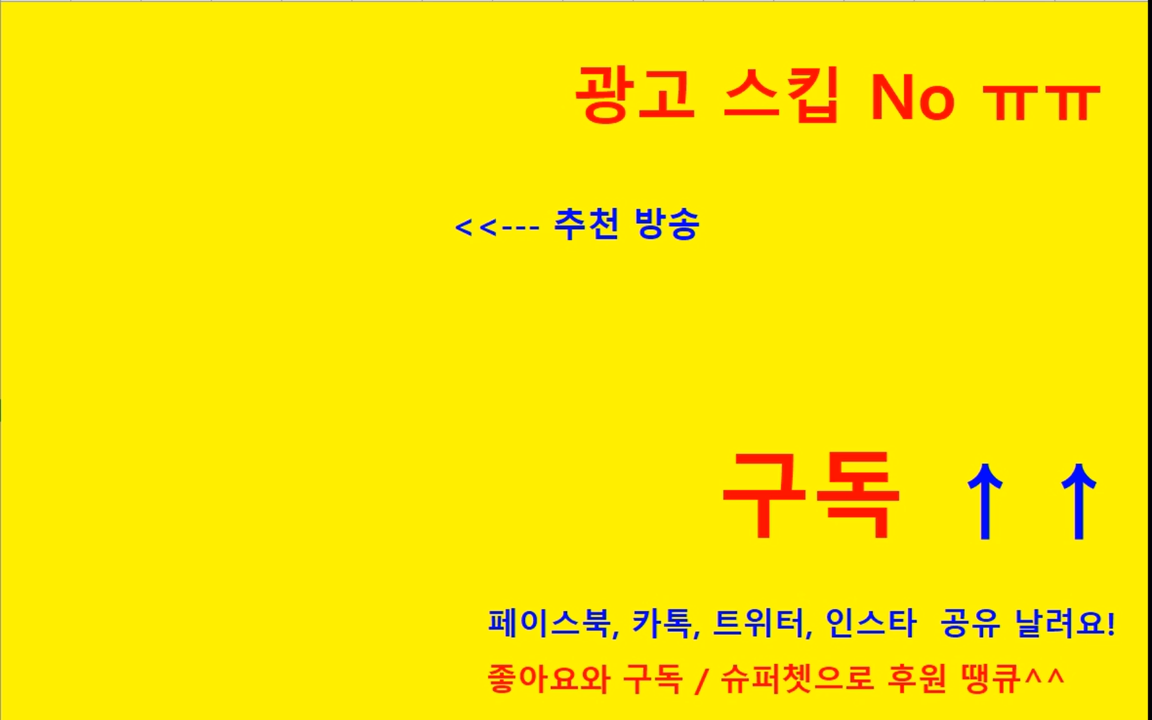 광고 스킵 No ㅠㅠ
<<--- 추천 방송
구독 ↑ ↑
페이스북, 카톡, 트위터, 인스타 공유 날려요!
좋아요와 구독 / 슈퍼쳇으로 후원 땡큐^^